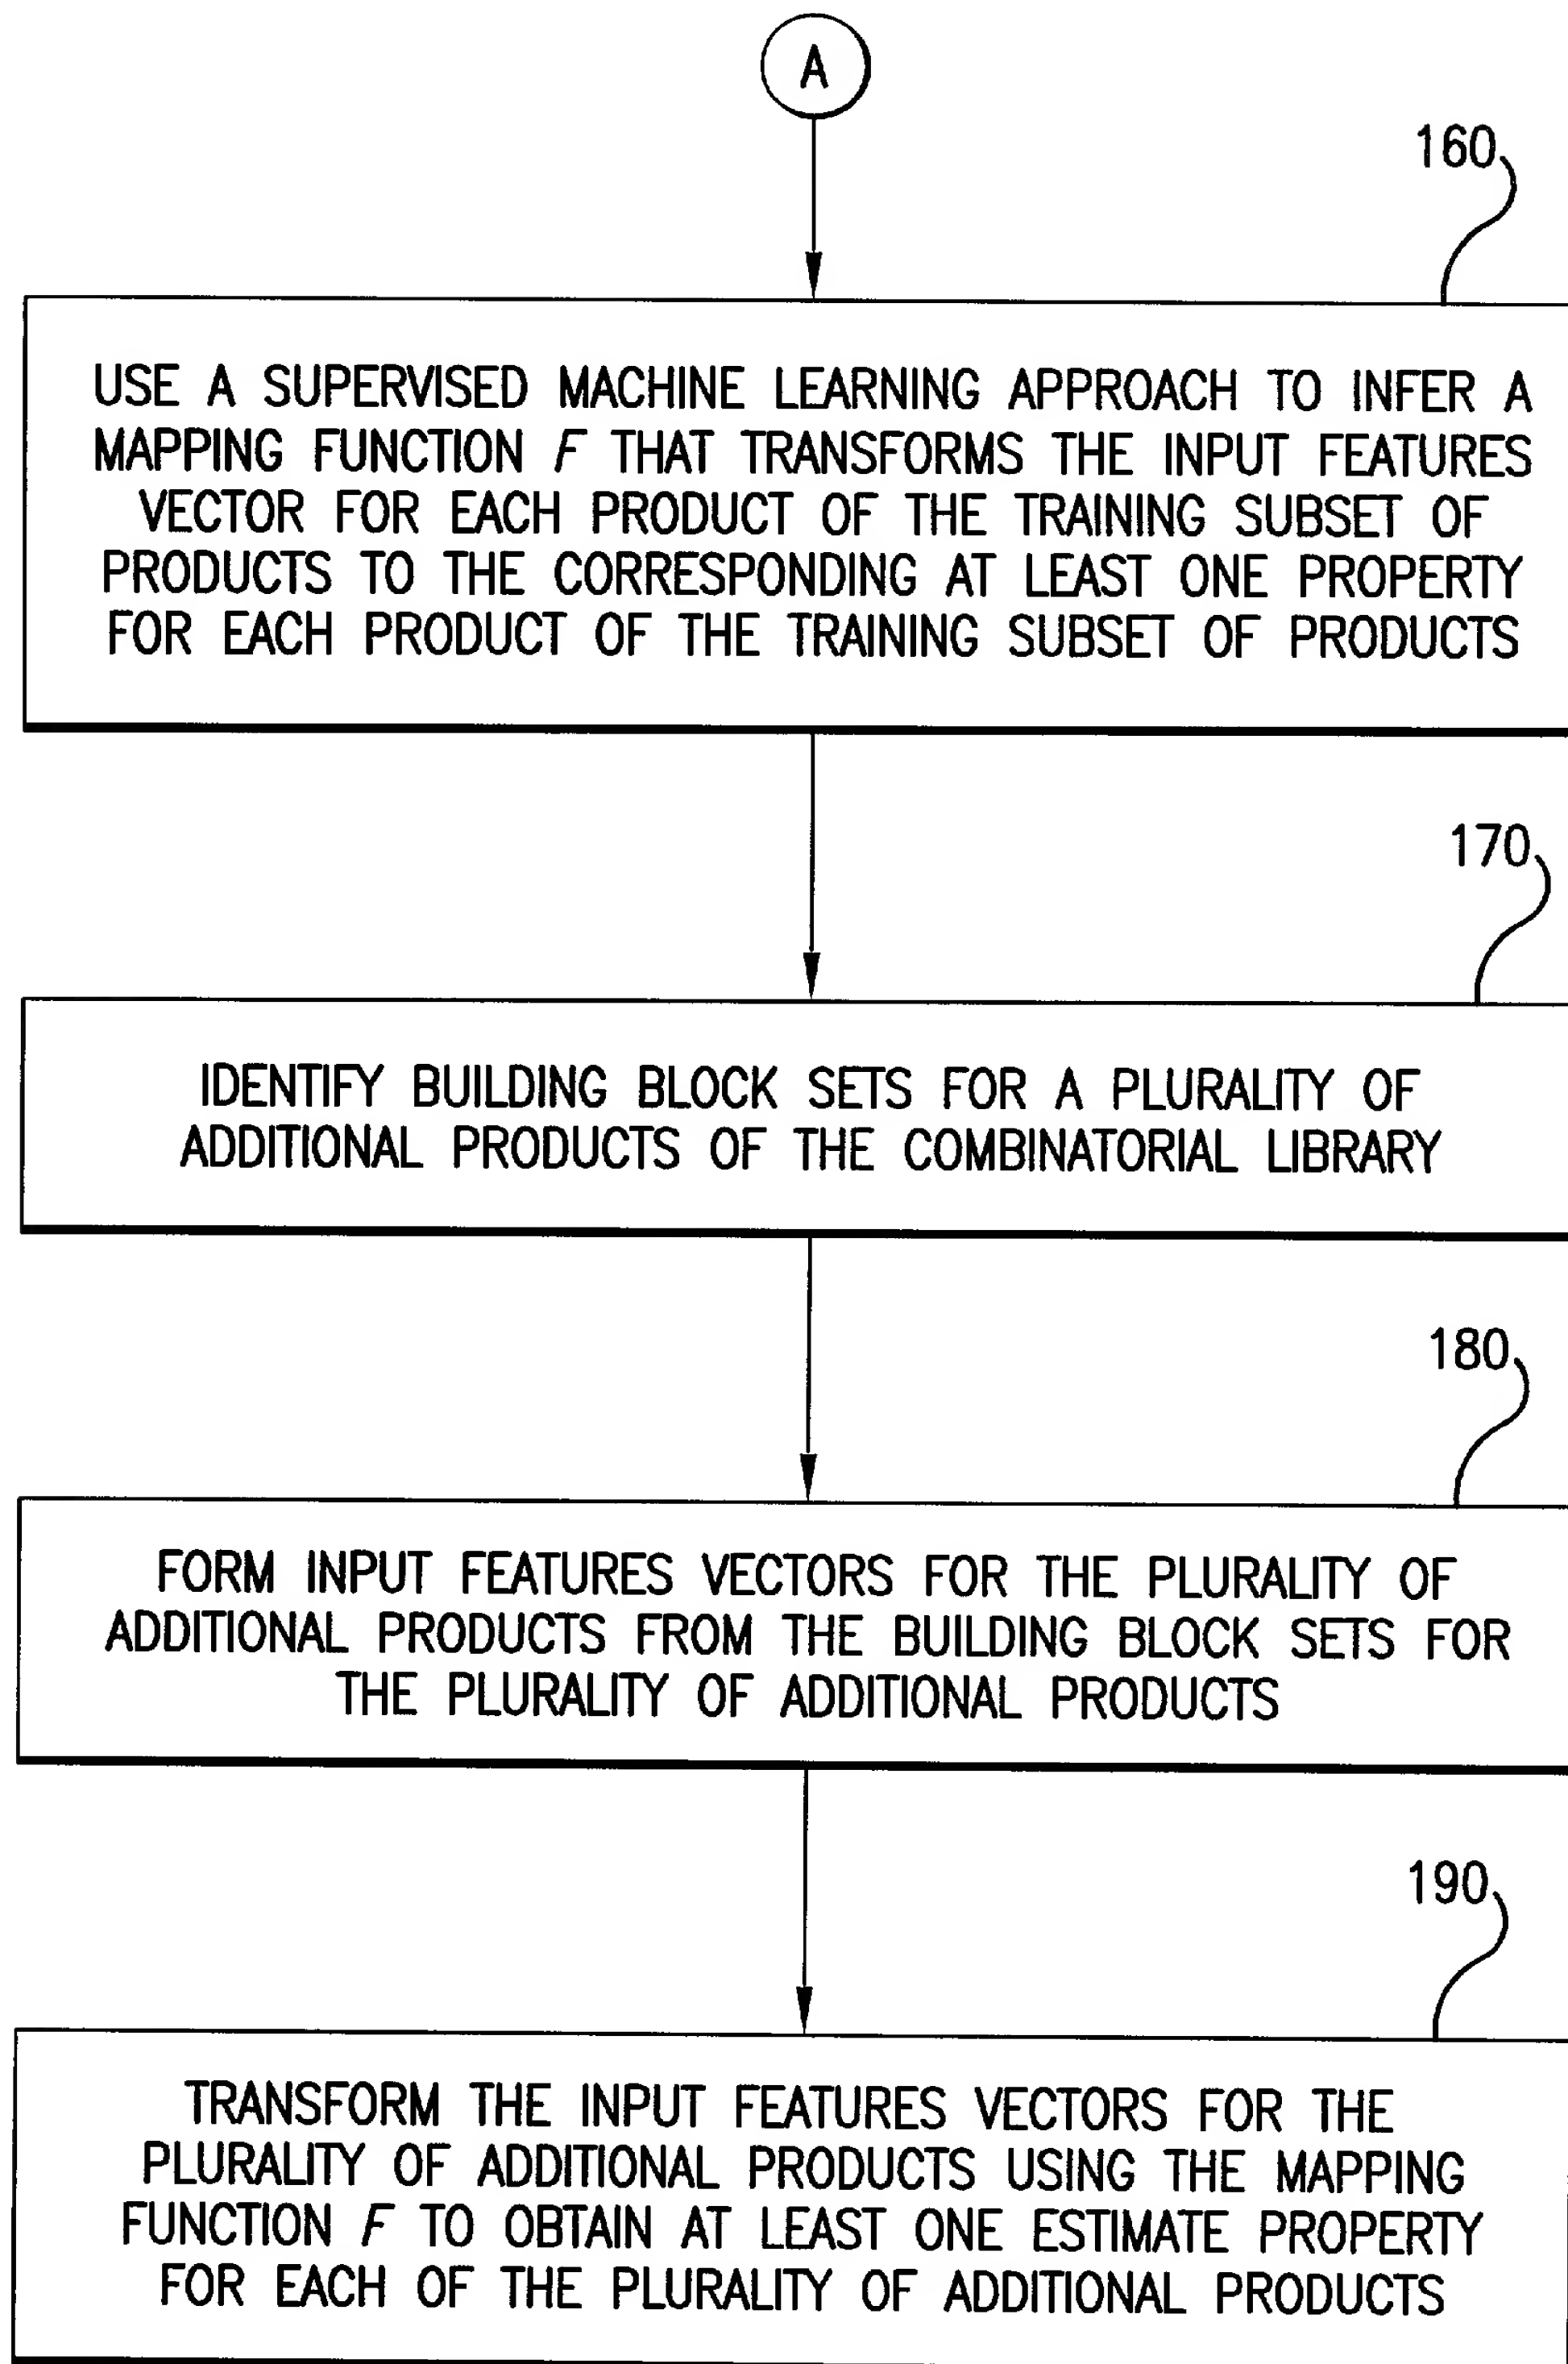 A
160
USE A SUPERVISED MACHINE LEARNING APPROACH TO INFER A
MAPPING FUNCTION F THAT TRANSFORMS THE INPUT FEATURES
VECTOR FOR EACH PRODUCT OF THE TRAINING SUBSET OF
PRODUCTS TO THE CORRESPONDING AT LEAST ONE PROPERTY
FOR EACH PRODUCT OF THE TRAINING SUBSET OF PRODUCTS
170
IDENTIFY BUILDING BLOCK SETS FOR A PLURALITY OF
ADDITIONAL PRODUCTS OF THE COMBINATORIAL LIBRARY
180
FORM INPUT FEATURES VECTORS FOR THE PLURALITY OF
ADDITIONAL PRODUCTS FROM THE BUILDING BLOCK SETS FOR
THE PLURALITY OF ADDITIONAL PRODUCTS
190
TRANSFORM THE INPUT FEATURES VECTORS FOR THE
PLURALITY OF ADDITIONAL PRODUCTS USING THE MAPPING
FUNCTION F TO OBTAIN AT LEAST ONE ESTIMATE PROPERTY
FOR EACH OF THE PLURALITY OF ADDITIONAL PRODUCTS